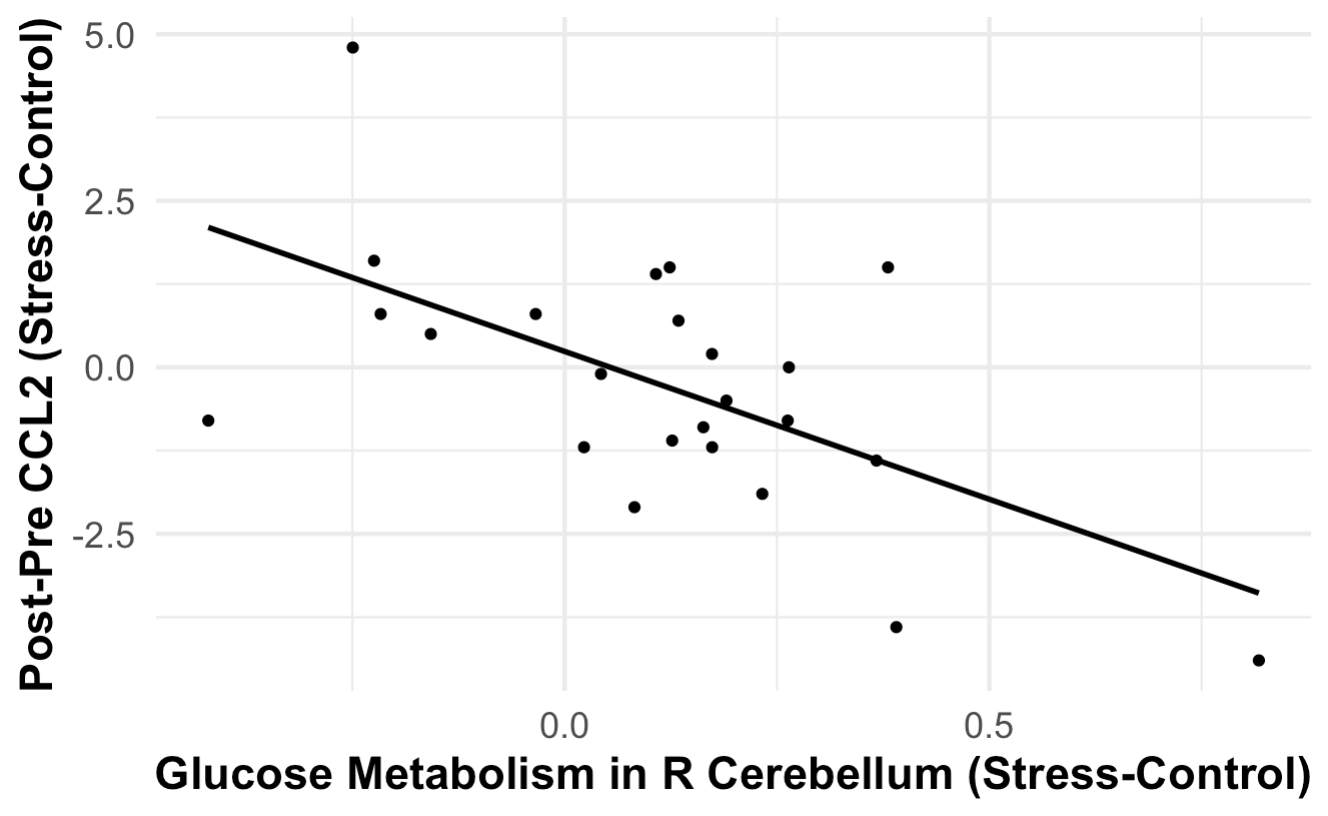 Post-Pre CCL2 (Stress-Control)
5.0
2.5
0.0
-2.5
0.0 0.5
Glucose Metabolism in R Cerebellum (Stress-Control)